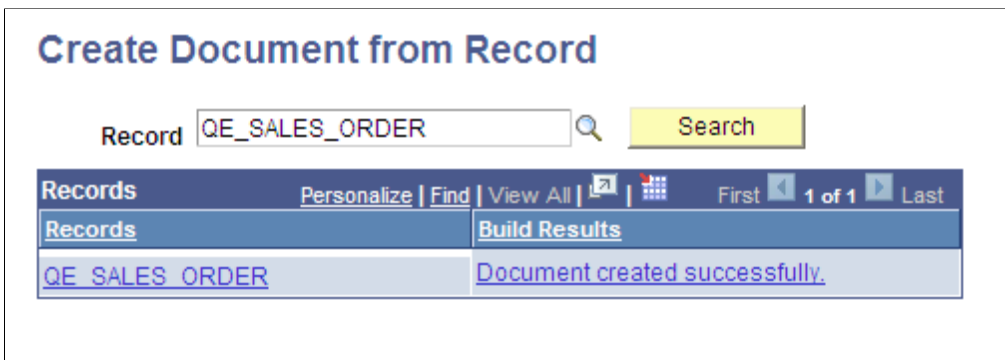 Create Document from Record
Record QE_SALES_ORDER Search
Records Personalize | Find | View All | | First 1 of 1 Last
Records Build Results
QE_SALES_ORDER Document created successfully.